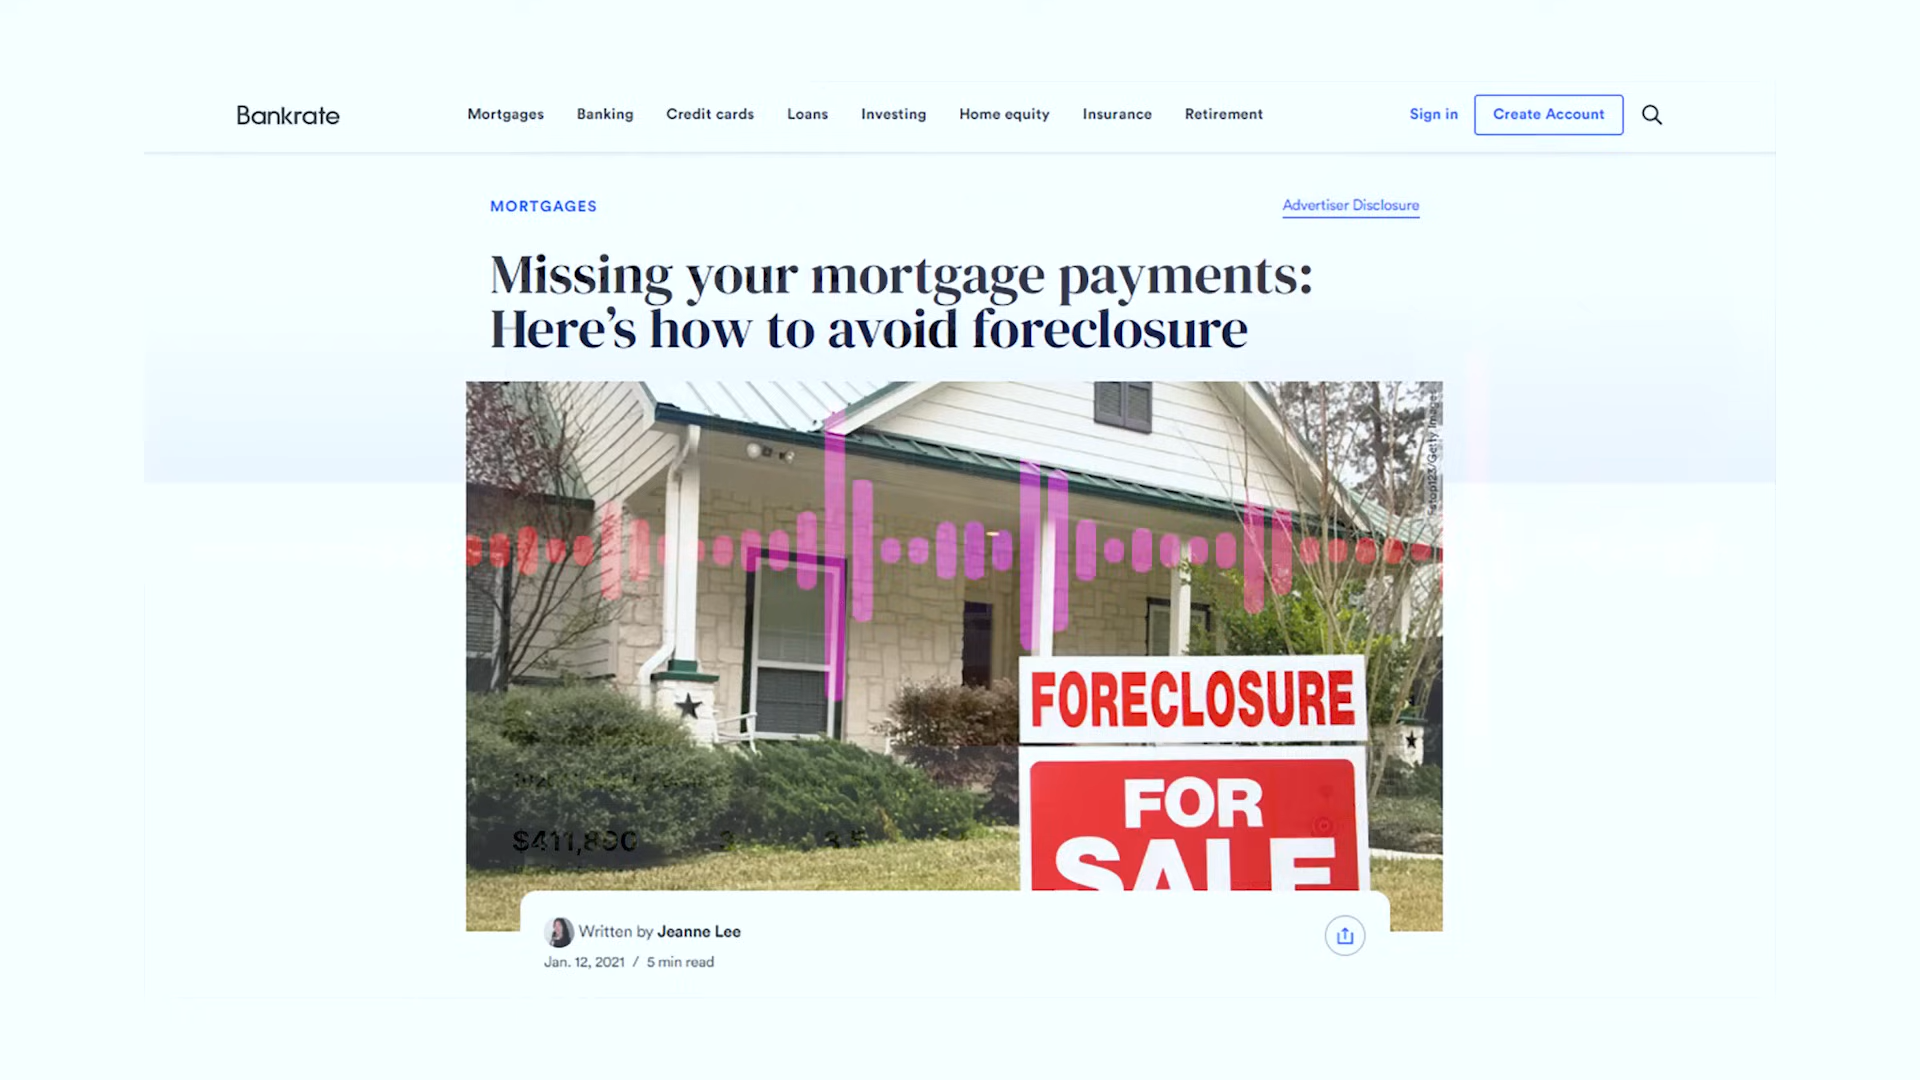 Bankrate
Mortgages Banking Credit cards Loans Investing Home equity Insurance Retirement
Sign in Create Account
MORTGAGES
Advertiser Disclosure
Missing your mortgage payments:
Here's how to avoid foreclosure
FORECLOSURE
FOR
SALE
Written by Jeanne Lee
Jan. 12, 2021 / 5 min read